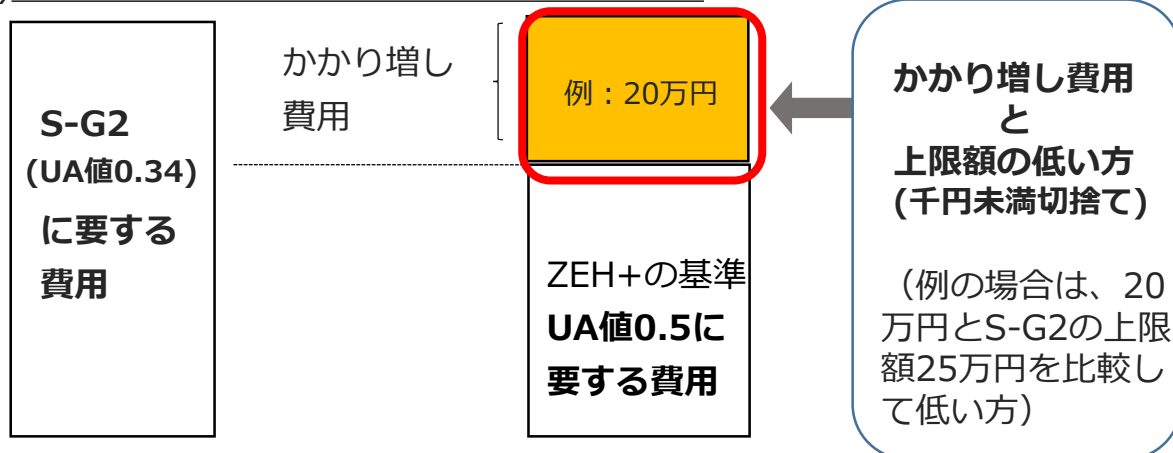 S-G2
(UA値0.34)
に要する
費用
かかり増し
費用
例：20万円
ZEH+の基準
UA値0.5に
要する費用
かかり増し費用
と
上限額の低い方
(千円未満切捨て)
（例の場合は、20
万円とS-G2の上限
額25万円を比較し
て低い方）